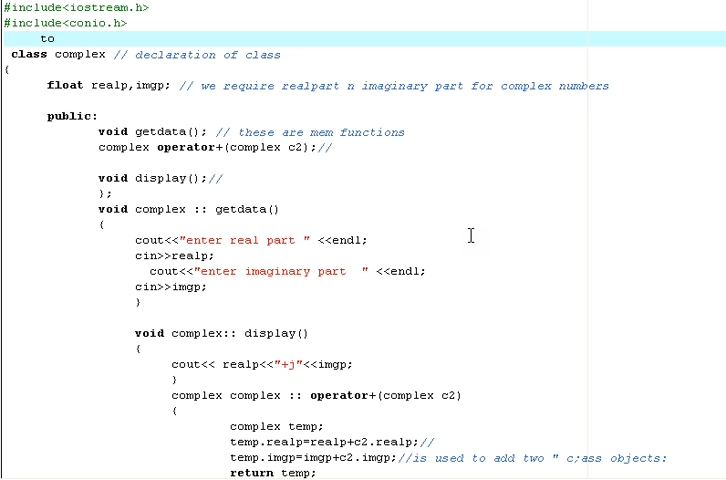 #include<iostream.h>
#include<conio.h>
to
class complex // declaration of class
{
float realp,imgp; // we require realpart n imaginary part for complex numbers
public:
void getdata(); // these are mem functions
complex operator+(complex c2);//
void display();//
};
void complex :: getdata()
{
cout<<"enter real part " <<endl;
cin>>realp;
cout<<"enter imaginary part  " <<endl;
cin>>imgp;
}
void complex:: display()
{
cout<< realp<<"+j"<<imgp;
}
complex complex :: operator+(complex c2)
{
complex temp;
temp.realp=realp+c2.realp;//
temp.imgp=imgp+c2.imgp;//is used to add two " c;ass objects:
return temp;